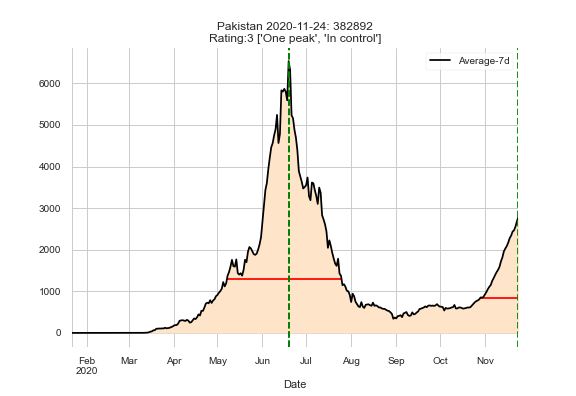 Pakistan 2020-11-24: 382892
Rating:3 ['One peak', 'In control']
Average-7d
6000
5000
4000
3000
2000
1000
0
Feb Mar Apr May Jun Jul Aug Sep Oct Nov
2020
Date